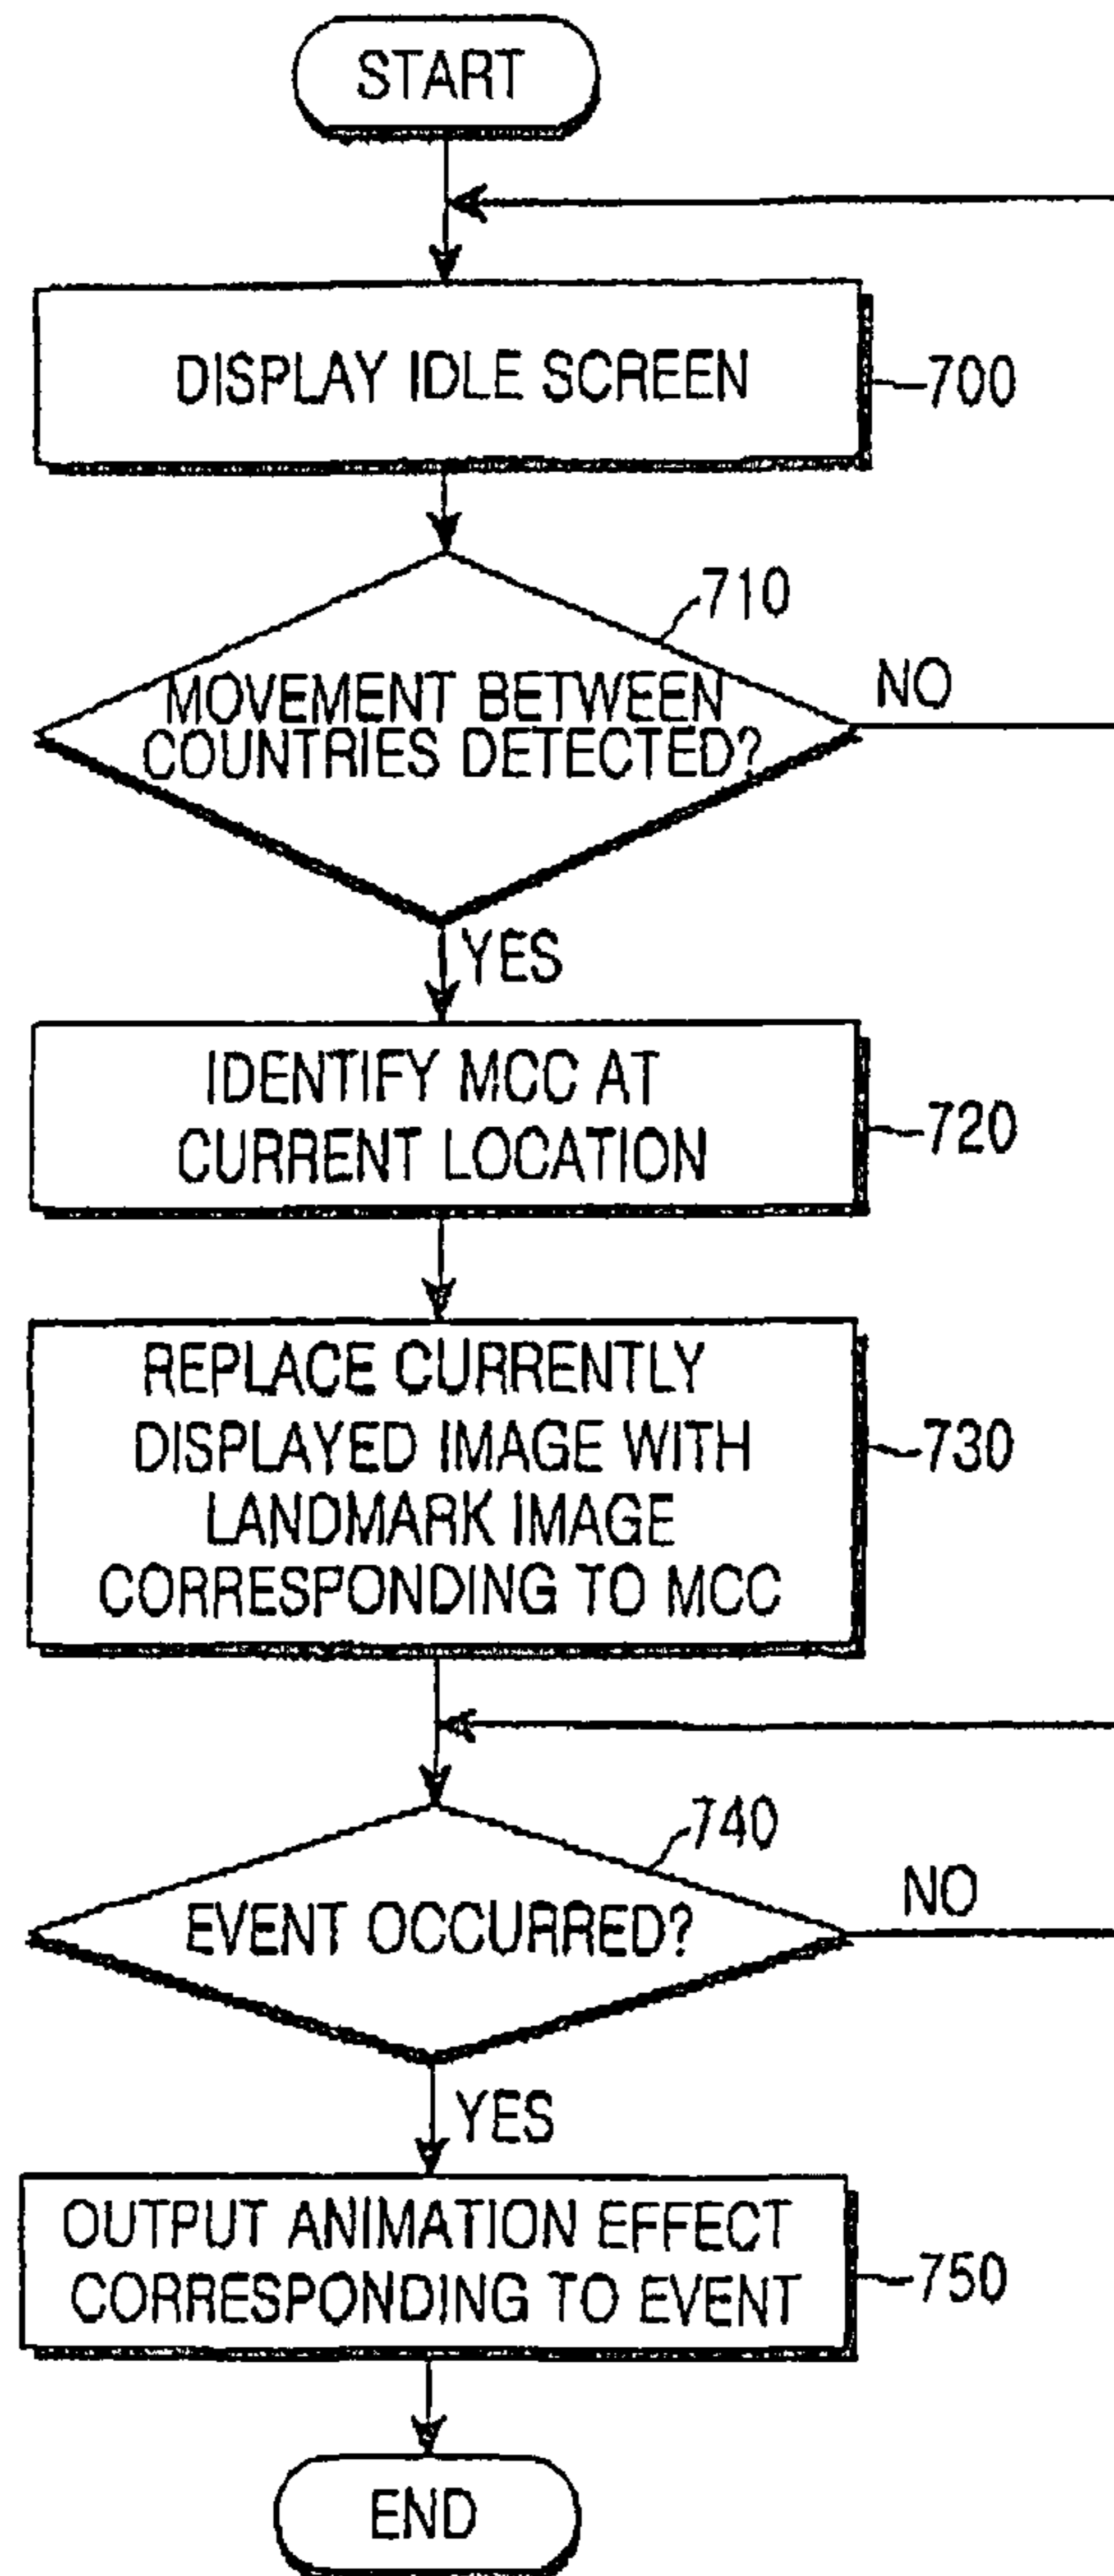 START
DISPLAY IDLE SCREEN
700
710
MOVEMENT BETWEEN
COUNTRIES DETECTED?
NO
YES
IDENTIFY MCC AT
CURRENT LOCATION
720
REPLACE CURRENTLY
DISPLAYED IMAGE WITH
LANDMARK IMAGE
CORRESPONDING TO MCC
730
740
EVENT OCCURRED?
NO
YES
OUTPUT ANIMATION EFFECT
CORRESPONDING TO EVENT
750
END